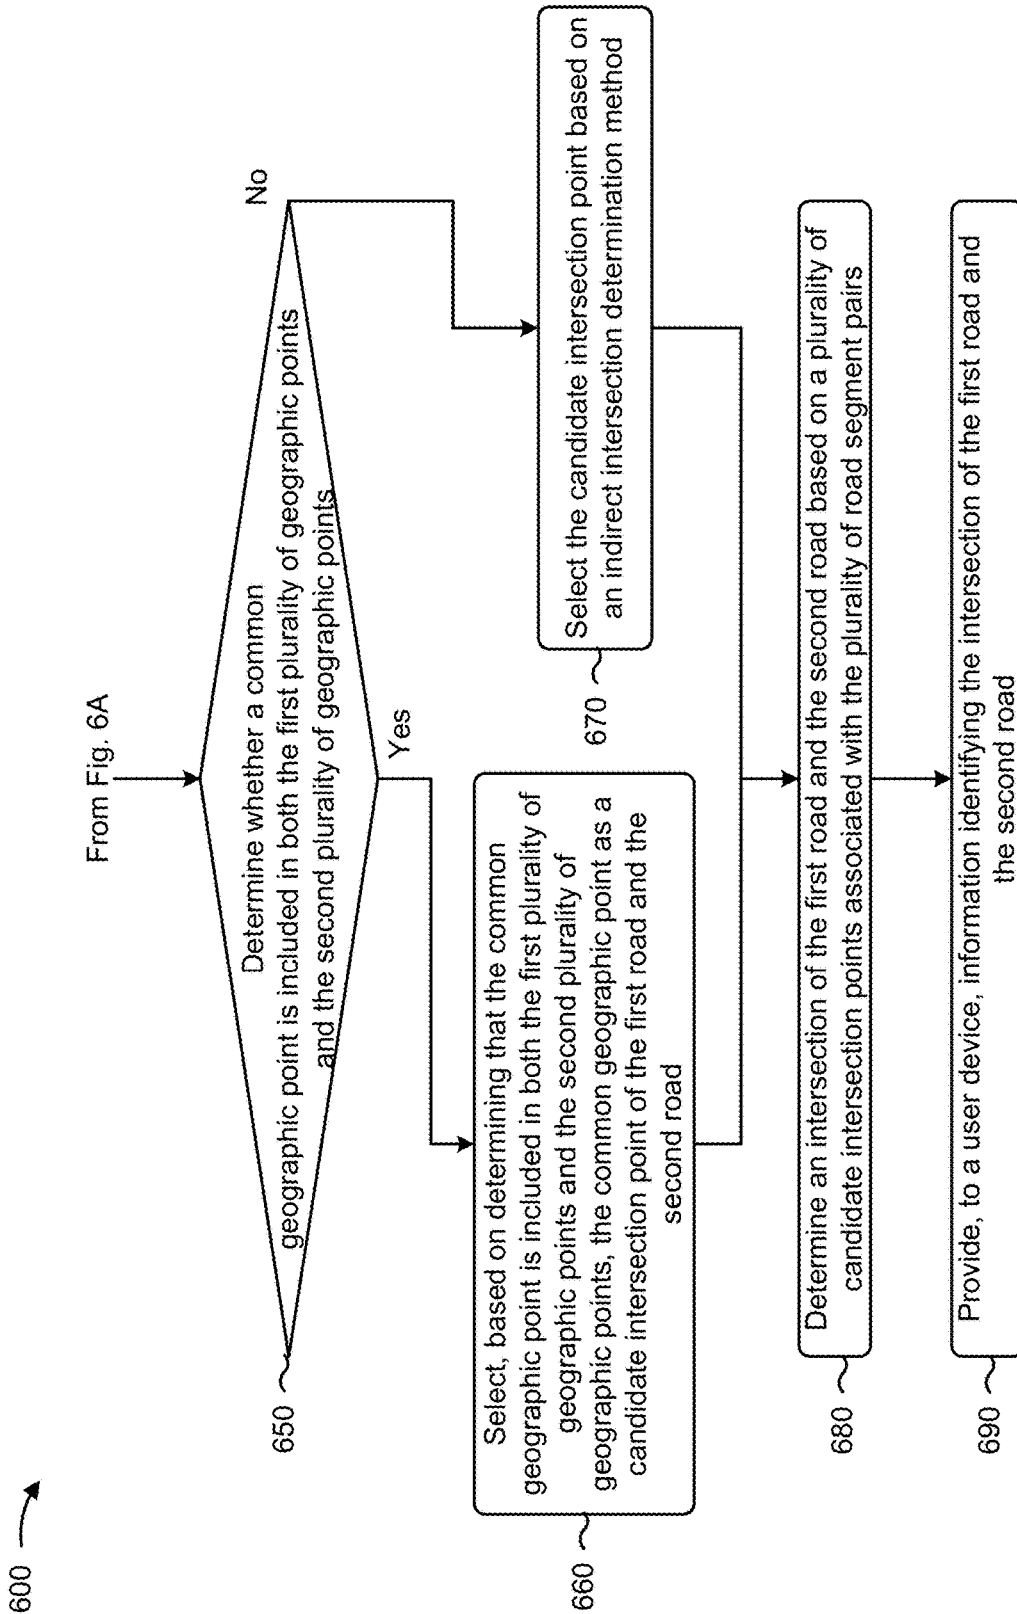 600
From Fig. 6A
650
Determine whether a common
geographic point is included in both the first plurality of geographic points
and the second plurality of geographic points
Yes
No
660
Select, based on determining that the common
geographic point is included in both the first plurality of
geographic points and the second plurality of
geographic points, the common geographic point as a
candidate intersection point of the first road and the
second road
670
Select the candidate intersection point based on
an indirect intersection determination method
680
Determine an intersection of the first road and the second road based on a plurality of
candidate intersection points associated with the plurality of road segment pairs
690
Provide, to a user device, information identifying the intersection of the first road and
the second road